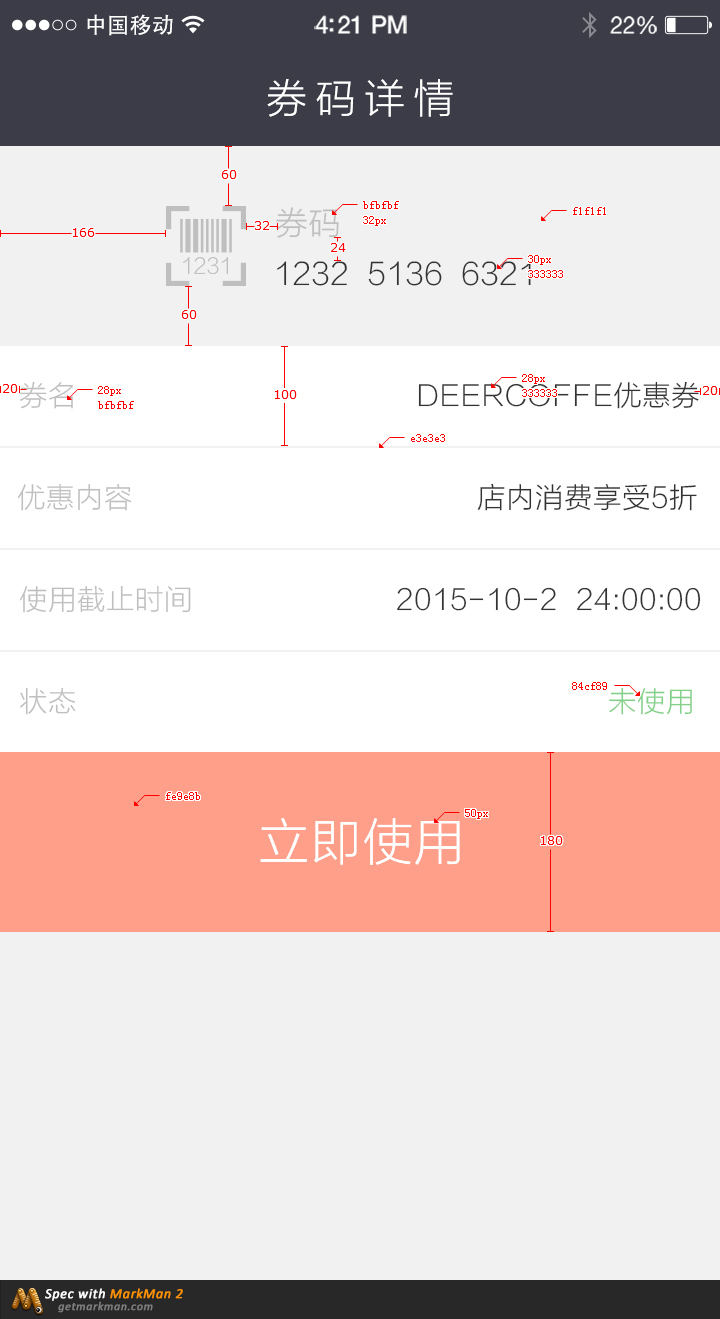 中国移动 4:21 PM 22%
券码详情
60
bfbfbf
32px
f1f1f1
166
32
券码
24
1231
1232 5136 6321
30px
333333
60
20
券名
28px
bfbfbf
100
28px
333333
DEERCOFFE优惠券
20
e3e3e3
优惠内容 店内消费享受5折
使用截止时间 2015-10-2 24:00:00
状态 84cf89 未使用
fe9e8b
立即使用
50px
180
Spec with MarkMan 2
getmarkman.com